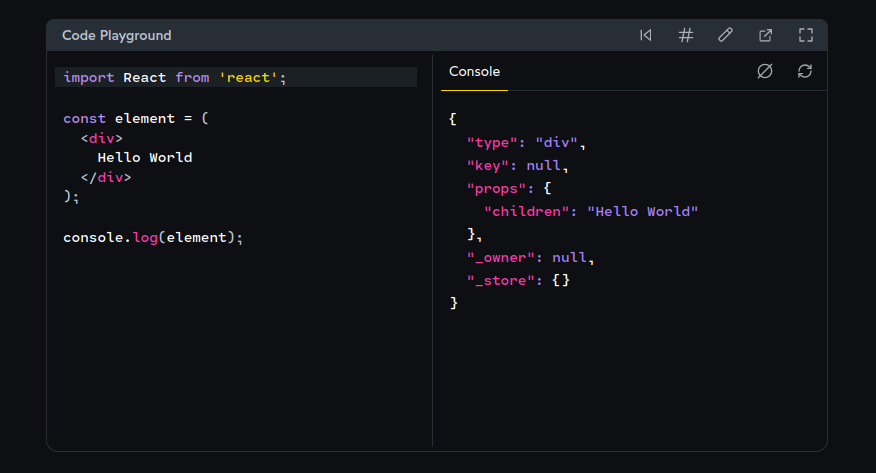 Code Playground
import React from 'react';
const element = (
<div>
Hello World
</div>
);
console.log(element);
Console
{
"type": "div",
"key": null,
"props": {
"children": "Hello World"
},
"_owner": null,
"_store": {}
}